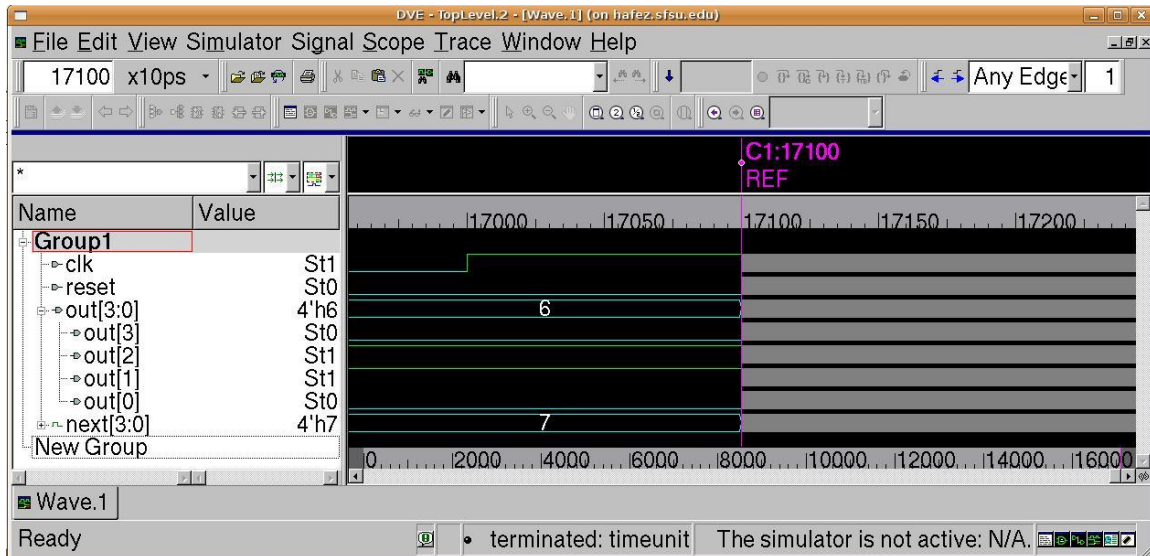 DVE - TopLevel.2 - [Wave.1] (on hafez.sfsu.edu)
File Edit View Simulator Signal Scope Trace Window Help
17100 x10ps Any Edge 1
C1:17100
REF
*
Name Value
17000 17050 17100 17150 17200
Group1
clk St1
reset St0
out[3:0] 4'h6 6
out[3] St0
out[2] St1
out[1] St1
out[0] St0
next[3:0] 4'h7 7
New Group
0 2000 4000 6000 8000 10000 12000 14000 16000
Wave.1
Ready terminated: timeunit The simulator is not active: N/A.